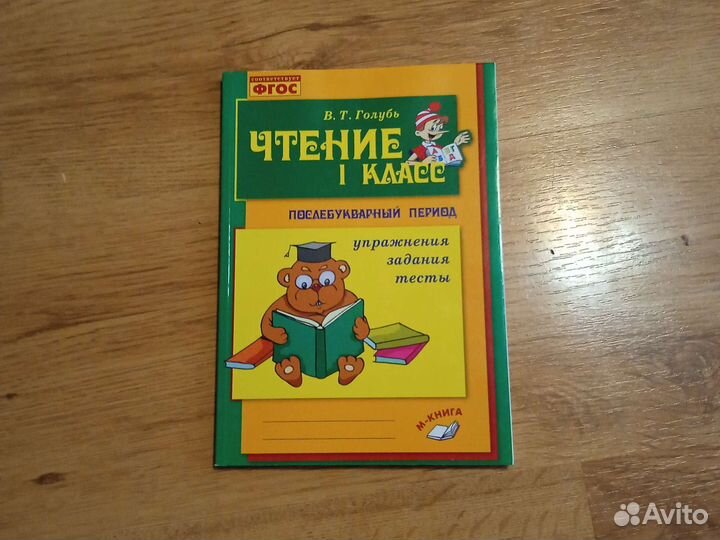 соответствует
ФГОС
В. Т. Голубь
ЧТЕНИЕ
1 КЛАСС
А Г
Б Д
ПОСЛЕБУКВАРНЫЙ ПЕРИОД
упражнения
задания
тесты
М-КНИГА
Avito